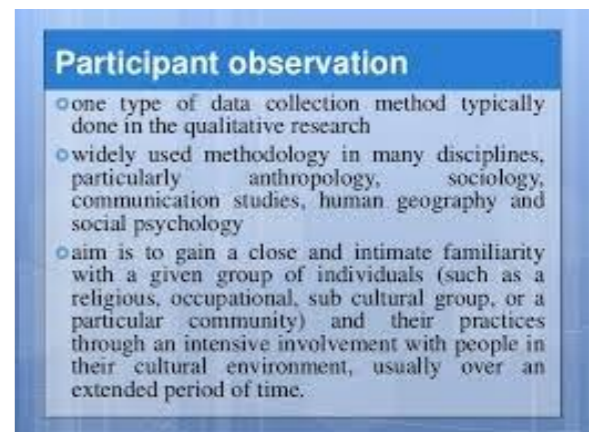 Participant observation
one type of data collection method typically
done in the qualitative research
widely used methodology in many disciplines,
particularly anthropology, sociology,
communication studies, human geography and
social psychology
aim is to gain a close and intimate familiarity
with a given group of individuals (such as a
religious, occupational, sub cultural group, or a
particular community) and their practices
through an intensive involvement with people in
their cultural environment, usually over an
extended period of time.